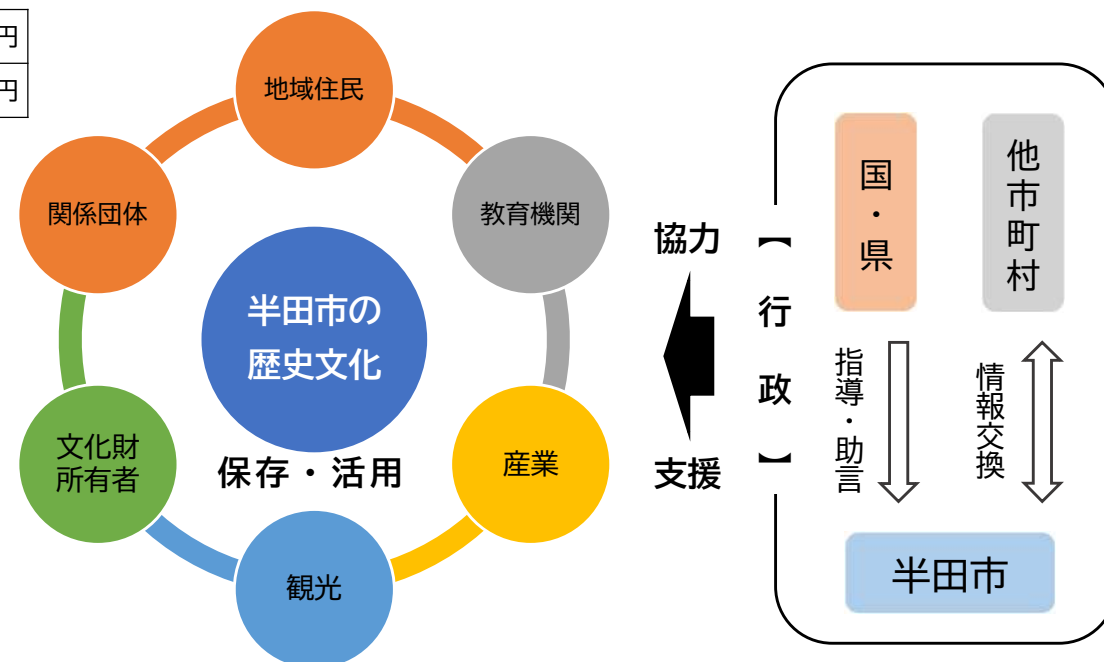 円
円
地域住民
関係団体
教育機関
半田市の
歴史文化
文化財
所有者
保存・活用
産業
観光
協力
支援
【行政】
国・県
他市町村
指導・助言
情報交換
半田市